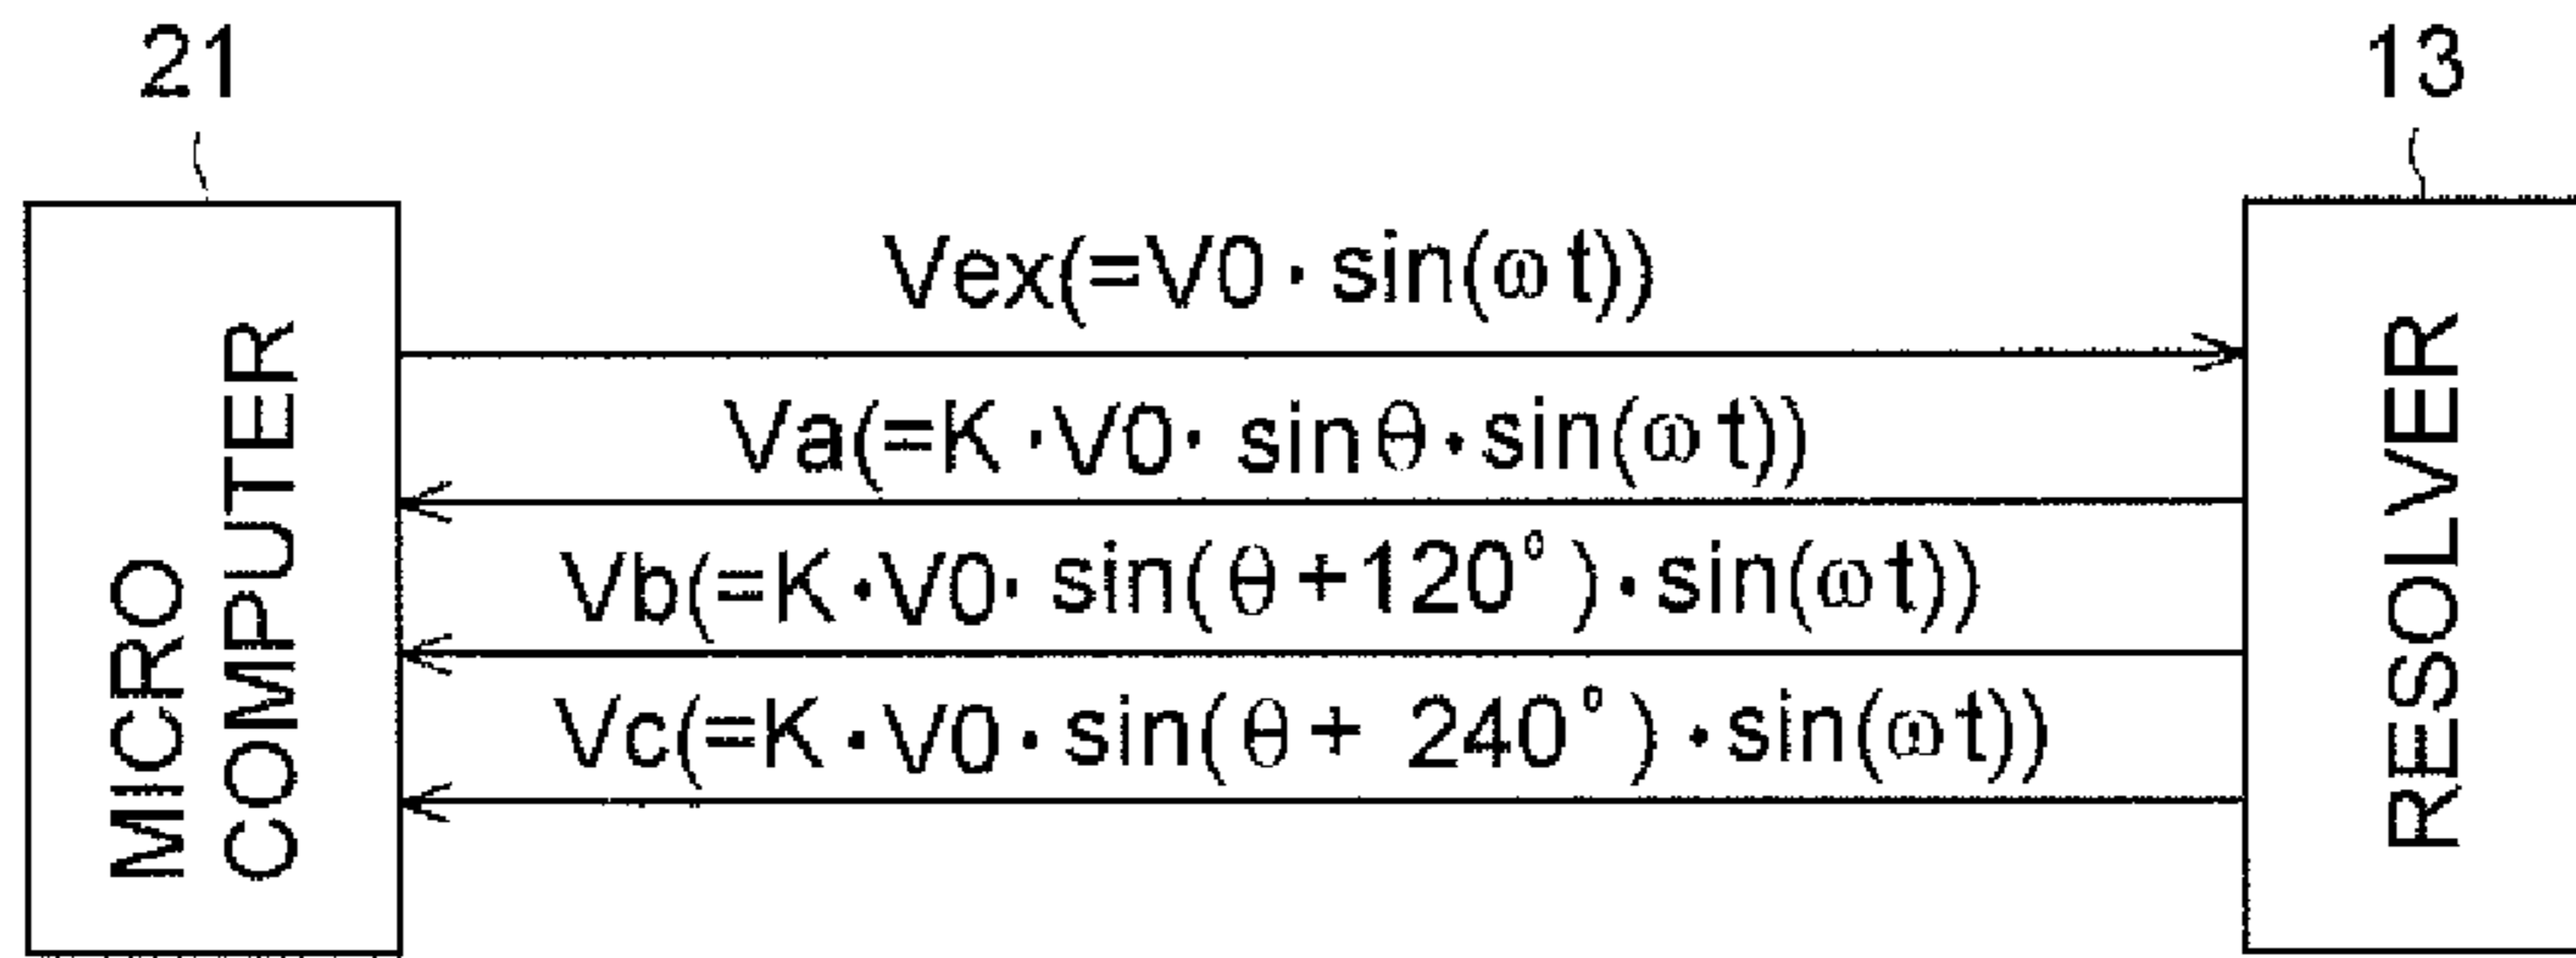 21
13
MICRO
COMPUTER
Vex(=V0・sin(ωt))
Va(=K・V0・sinθ・sin(ωt))
Vb(=K・V0・sin(θ+120°)・sin(ωt))
Vc(=K・V0・sin(θ+ 240°)・sin(ωt))
RESOLVER